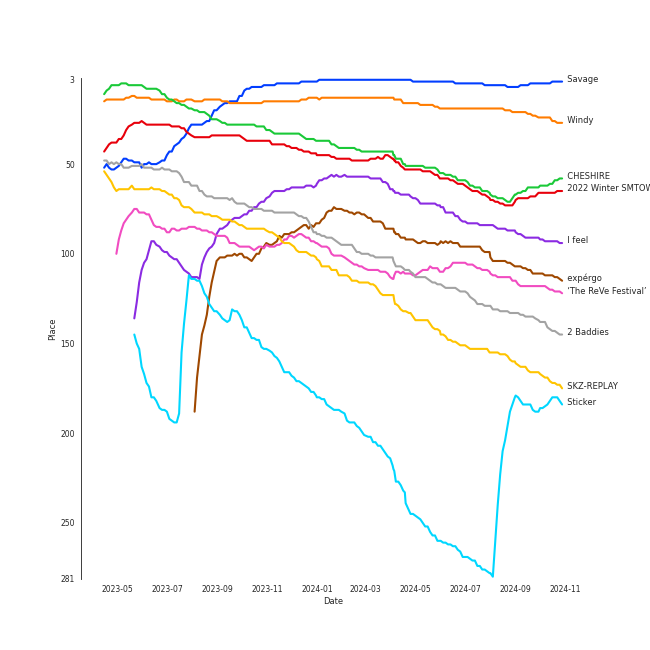 3
50
100
150
200
250
281
Place
Savage
Windy
CHESHIRE
2022 Winter SMTOW
I feel
expérgo
‘The ReVe Festival’
2 Baddies
SKZ-REPLAY
Sticker
2023-05
2023-07
2023-09
2023-11
2024-01
2024-03
2024-05
2024-07
2024-09
2024-11
Date